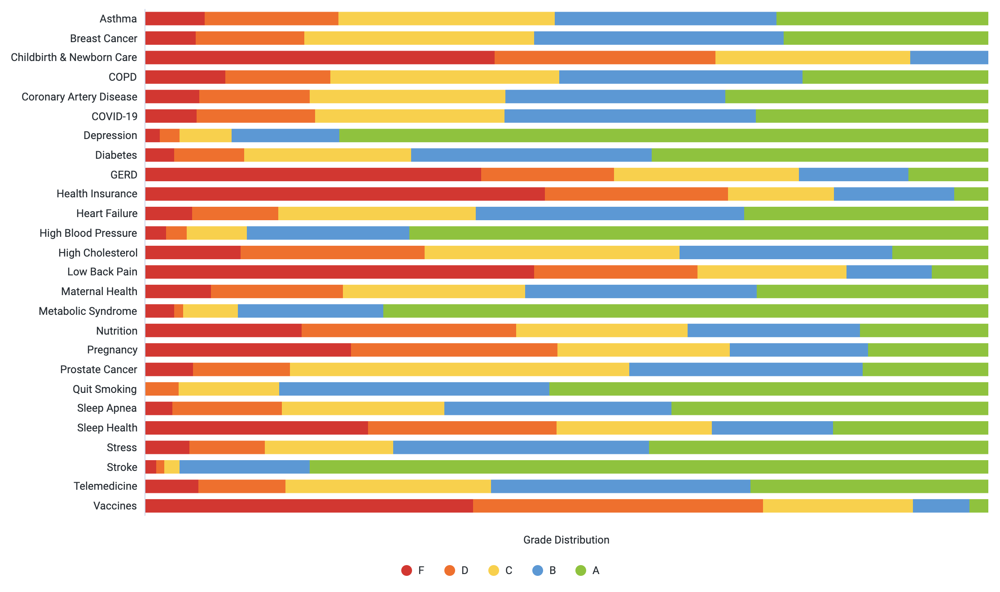 Asthma
Breast Cancer
Childbirth & Newborn Care
COPD
Coronary Artery Disease
COVID-19
Depression
Diabetes
GERD
Health Insurance
Heart Failure
High Blood Pressure
High Cholesterol
Low Back Pain
Maternal Health
Metabolic Syndrome
Nutrition
Pregnancy
Prostate Cancer
Quit Smoking
Sleep Apnea
Sleep Health
Stress
Stroke
Telemedicine
Vaccines
Grade Distribution
F D C B A